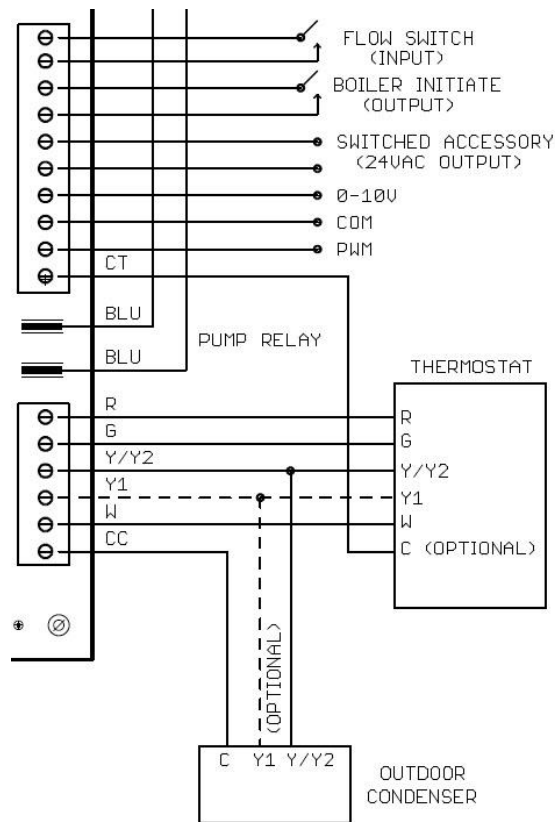 FLOW SWITCH
(INPUT)
BOILER INITIATE
(OUTPUT)
SWITCHED ACCESSORY
(24VAC OUTPUT)
0-10V
COM
PWM
CT
BLU
PUMP RELAY
BLU
THERMOSTAT
R
R
G
G
Y/Y2
Y/Y2
Y1
Y1
W
W
CC
C (OPTIONAL)
(OPTIONAL)
C Y1 Y/Y2
OUTDOOR
CONDENSER